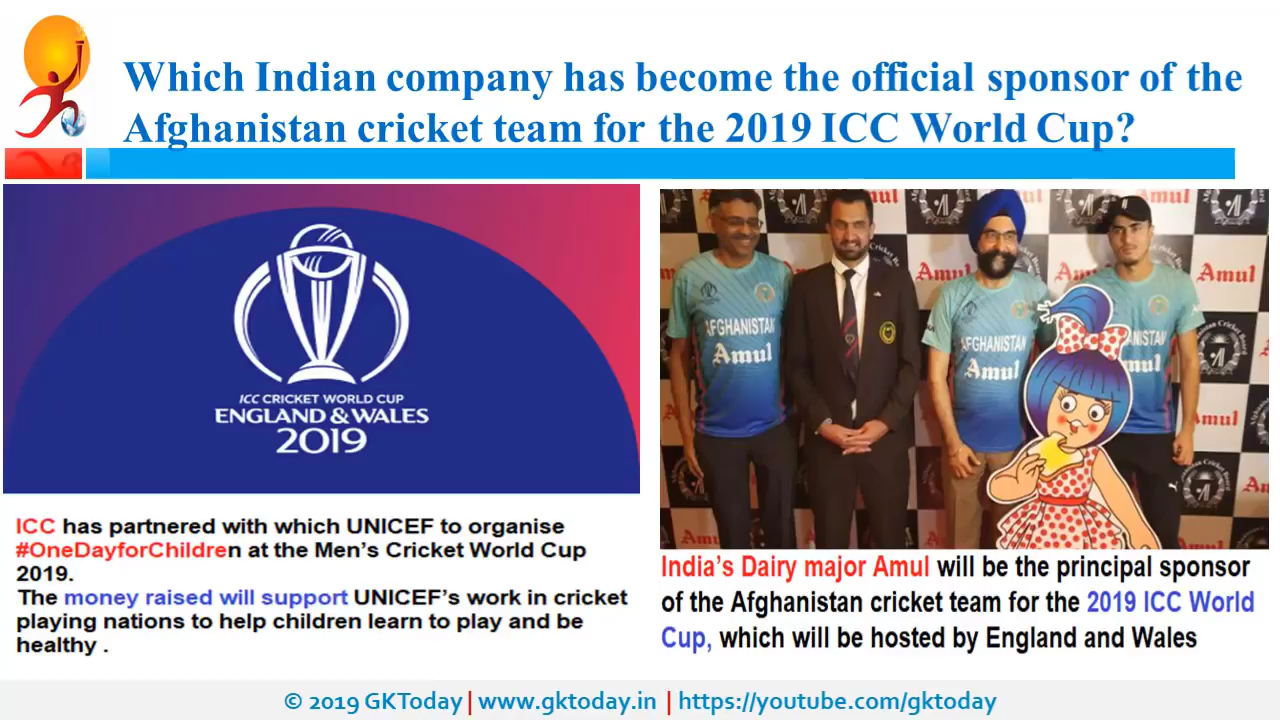 Which Indian company has become the official sponsor of the
Afghanistan cricket team for the 2019 ICC World Cup?
ICC CRICKET WORLD CUP
ENGLAND & WALES
2019
ICC has partnered with which UNICEF to organise
#OneDayforChildren at the Men's Cricket World Cup
2019.
The money raised will support UNICEF's work in cricket
playing nations to help children learn to play and be
healthy .
Amul
Amul
Amul
Amul
Amul
AFGHANISTAN
Amul
AFGHANISTAN
Amul
AFGHANISTAN
India's Dairy major Amul will be the principal sponsor
of the Afghanistan cricket team for the 2019 ICC World
Cup, which will be hosted by England and Wales
© 2019 GKToday | www.gktoday.in | https://youtube.com/gktoday